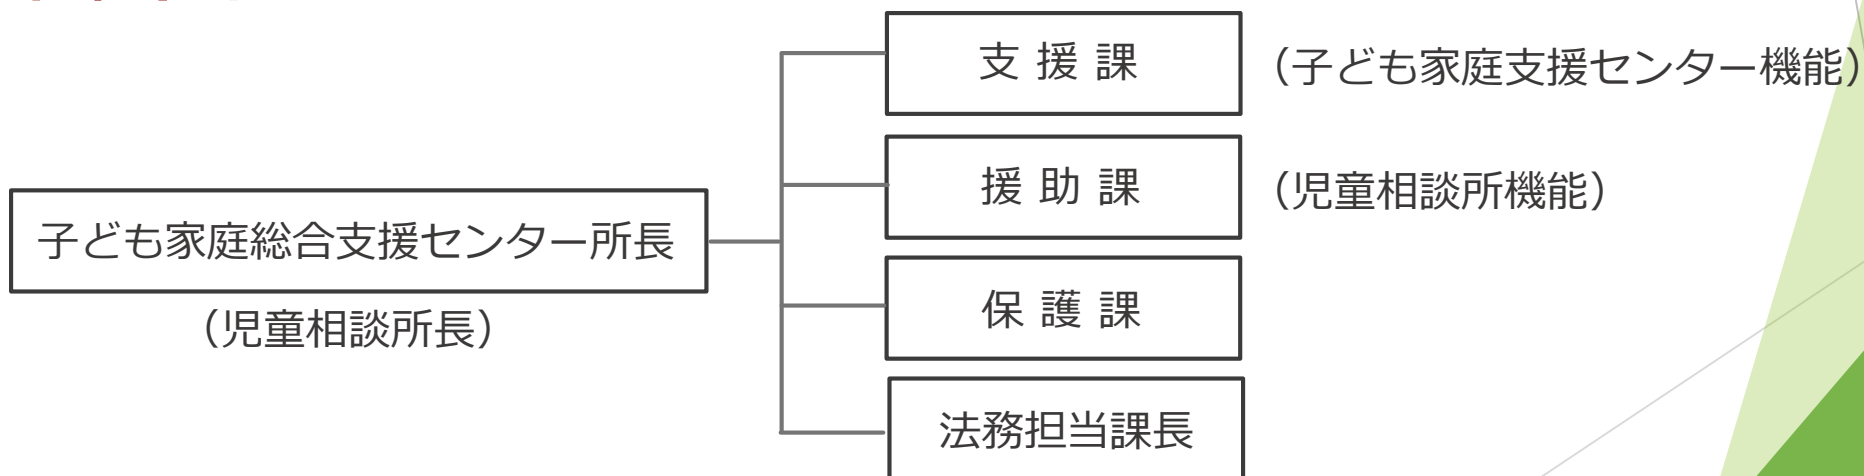 支援課
（子ども家庭支援センター機能）
援助課
（児童相談所機能）
子ども家庭総合支援センター所長
（児童相談所長）
保護課
法務担当課長